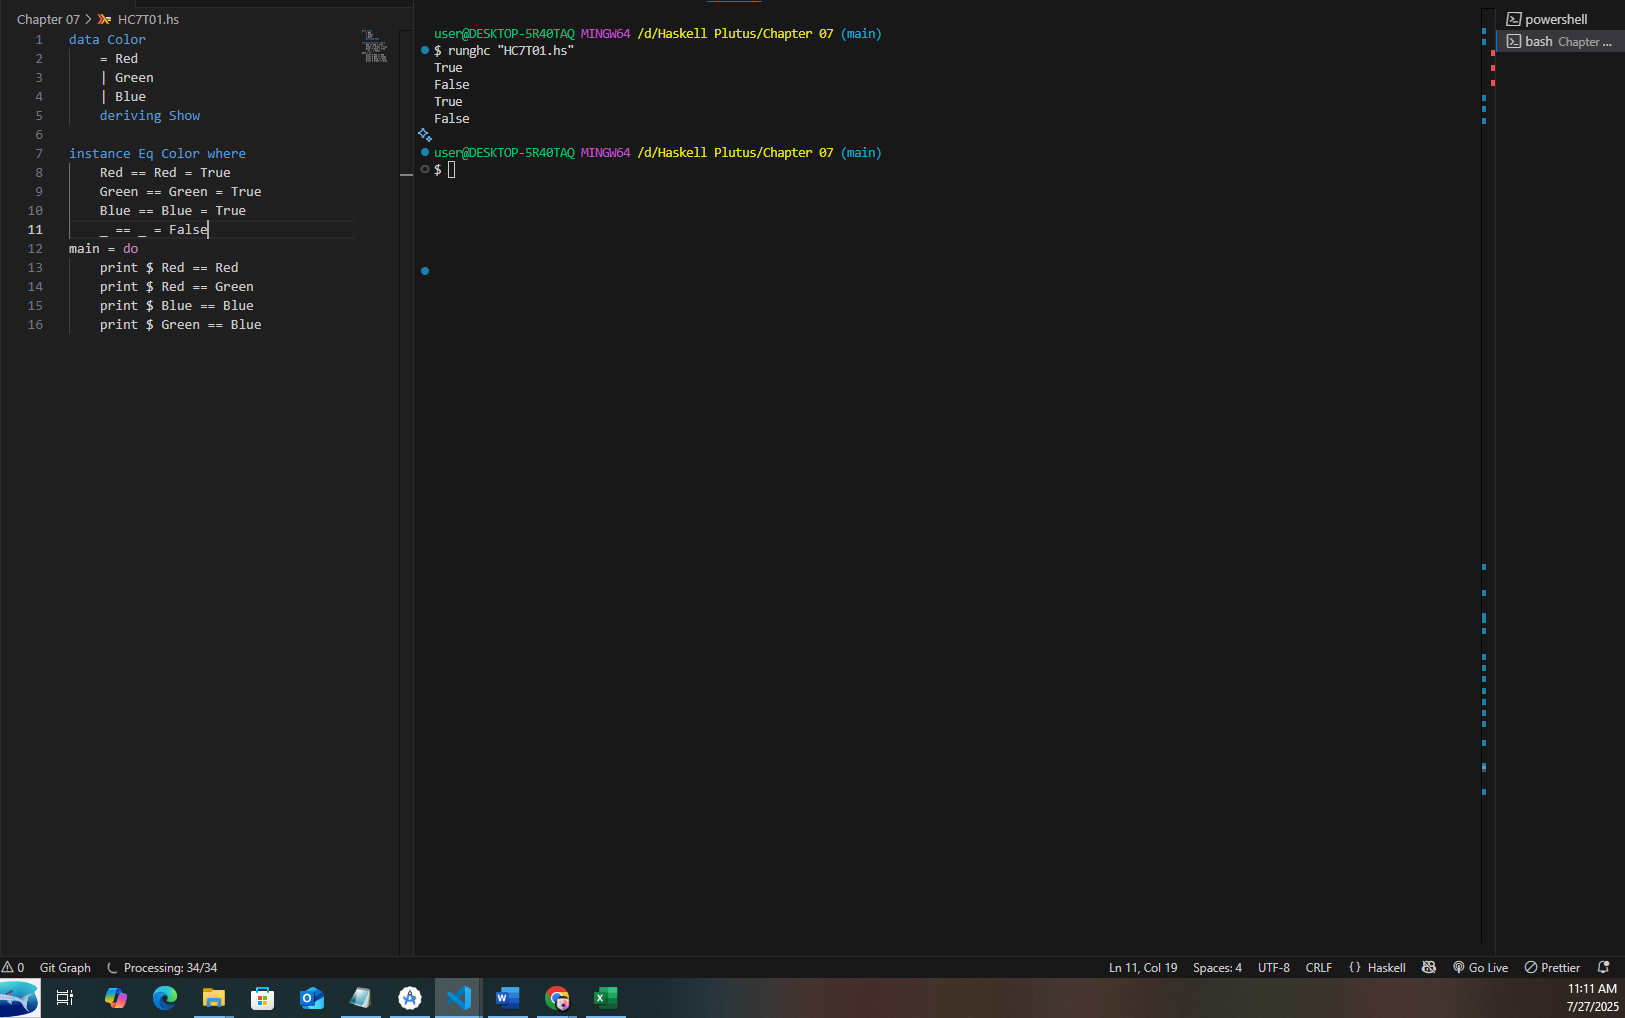 Chapter 07 > HC7T01.hs
1 data Color
2     = Red
3     | Green
4     | Blue
5     deriving Show
6
7 instance Eq Color where
8     Red == Red = True
9     Green == Green = True
10     Blue == Blue = True
11     _ == _ = False
12 main = do
13     print $ Red == Red
14     print $ Red == Green
15     print $ Blue == Blue
16     print $ Green == Blue
user@DESKTOP-5R40TAQ MINGW64 /d/Haskell Plutus/Chapter 07 (main)
$ runghc "HC7T01.hs"
True
False
True
False
user@DESKTOP-5R40TAQ MINGW64 /d/Haskell Plutus/Chapter 07 (main)
$
powershell
bash Chapter ...
0 Git Graph Processing: 34/34
Ln 11, Col 19 Spaces: 4 UTF-8 CRLF {} Haskell Go Live Prettier
11:11 AM
7/27/2025